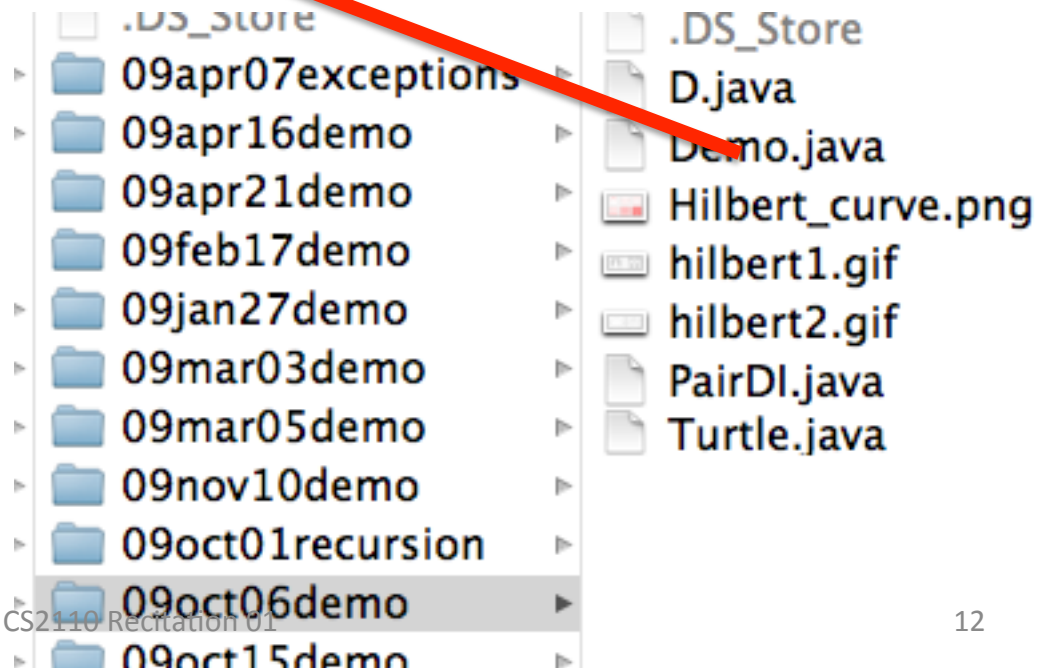 .DS_Store
09apr07exceptions
09apr16demo
09apr21demo
09feb17demo
09jan27demo
09mar03demo
09mar05demo
09nov10demo
09oct01recursion
09oct06demo
09oct15demo
.DS_Store
D.java
Demo.java
Hilbert_curve.png
hilbert1.gif
hilbert2.gif
PairDI.java
Turtle.java
CS2110 Recitation 01
12